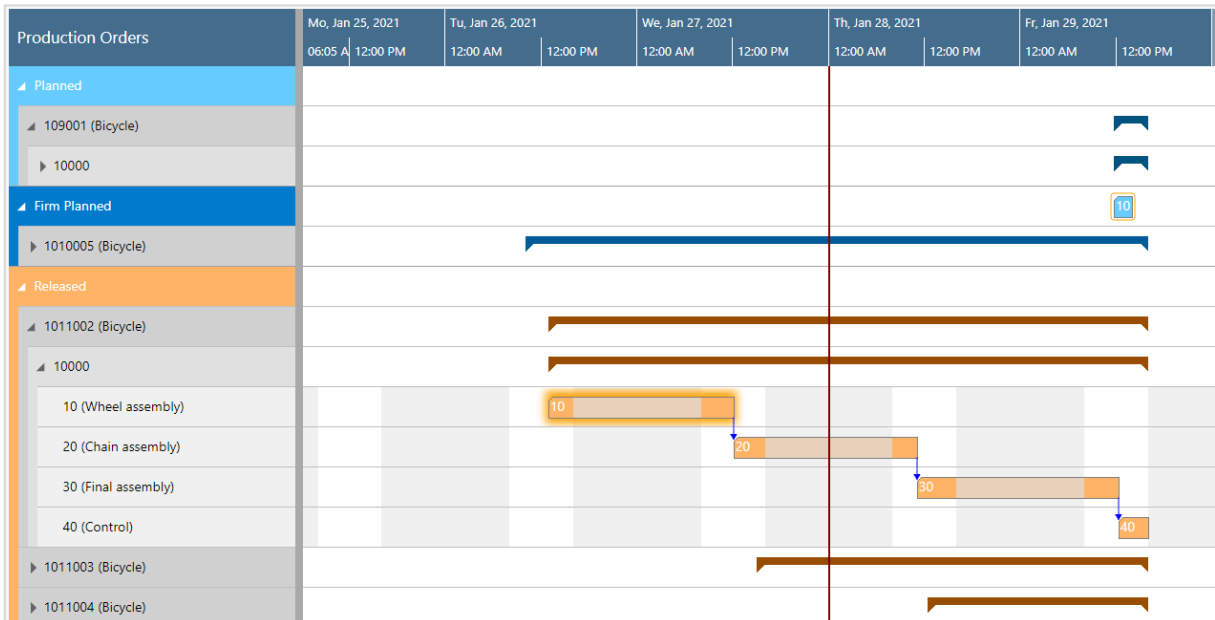 Production Orders
Mo, Jan 25, 2021 Tu, Jan 26, 2021 We, Jan 27, 2021 Th, Jan 28, 2021 Fr, Jan 29, 2021
06:05 A 12:00 PM 12:00 AM 12:00 PM 12:00 AM 12:00 PM 12:00 AM 12:00 PM 12:00 AM 12:00 PM
Planned
109001 (Bicycle)
10000
Firm Planned 10
1010005 (Bicycle)
Released
1011002 (Bicycle)
10000
10 (Wheel assembly) 10
20 (Chain assembly) 20
30 (Final assembly) 30
40 (Control) 40
1011003 (Bicycle)
1011004 (Bicycle)